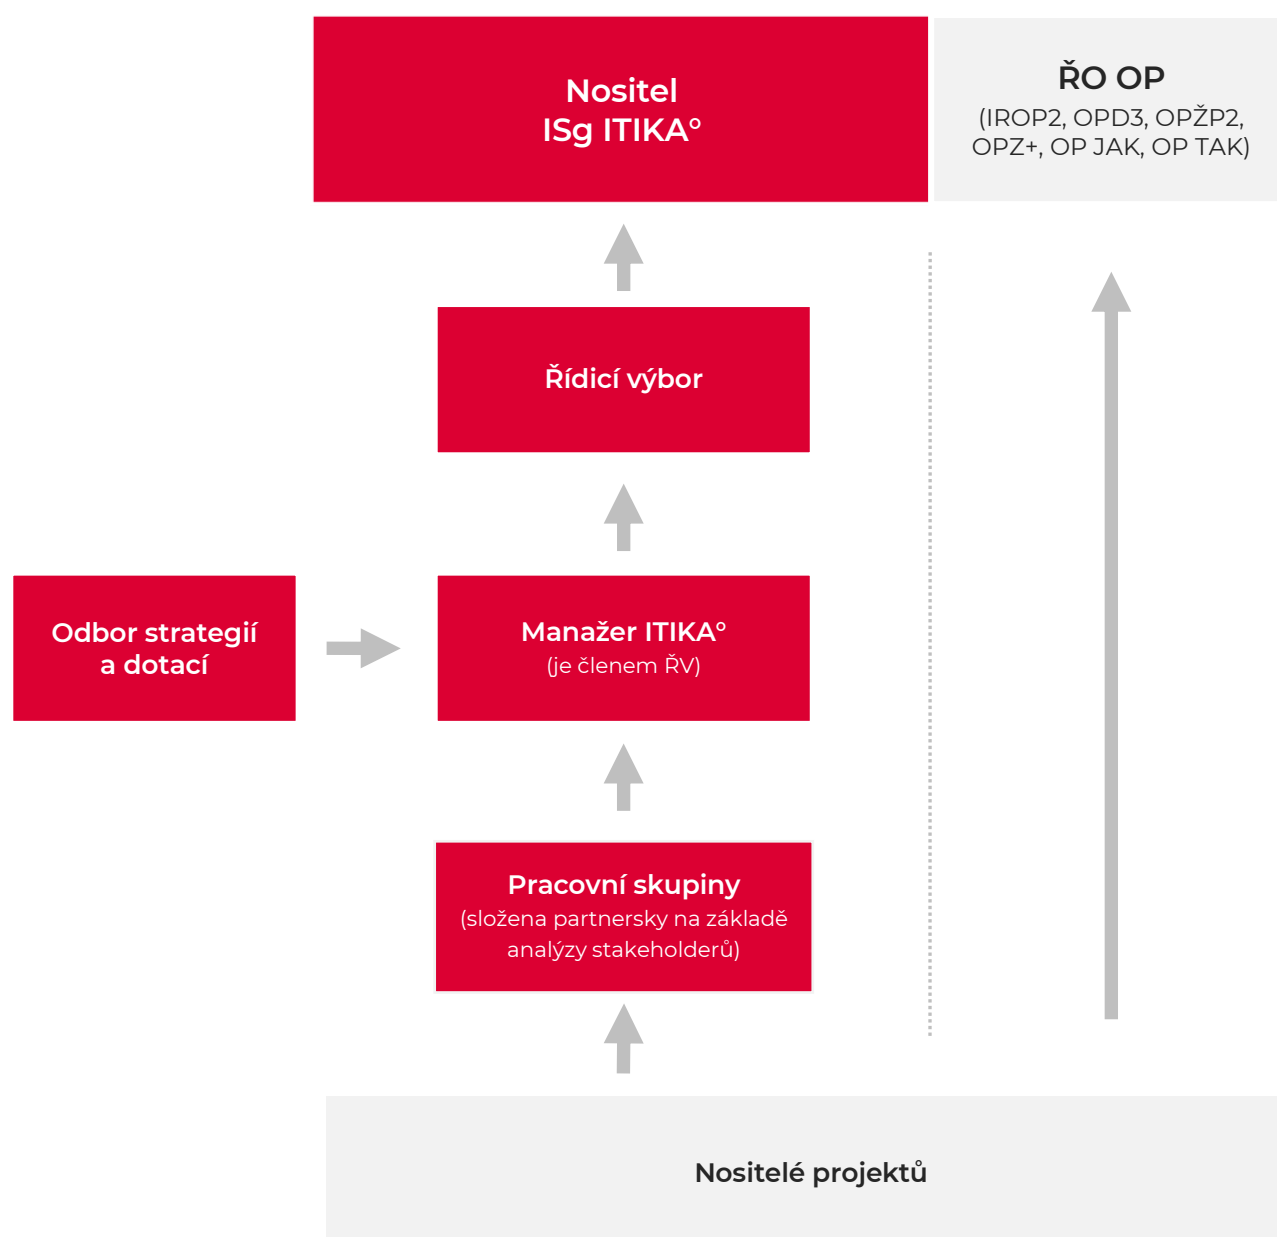 Nositel
ISg ITIKA°
ŘO OP
(IROP2, OPD3, OPŽP2,
OPZ+, OP JAK, OP TAK)
Řídicí výbor
Odbor strategií
a dotací
Manažer ITIKA°
(je členem ŘV)
Pracovní skupiny
(složena partnersky na základě
analýzy stakeholderů)
Nositelé projektů